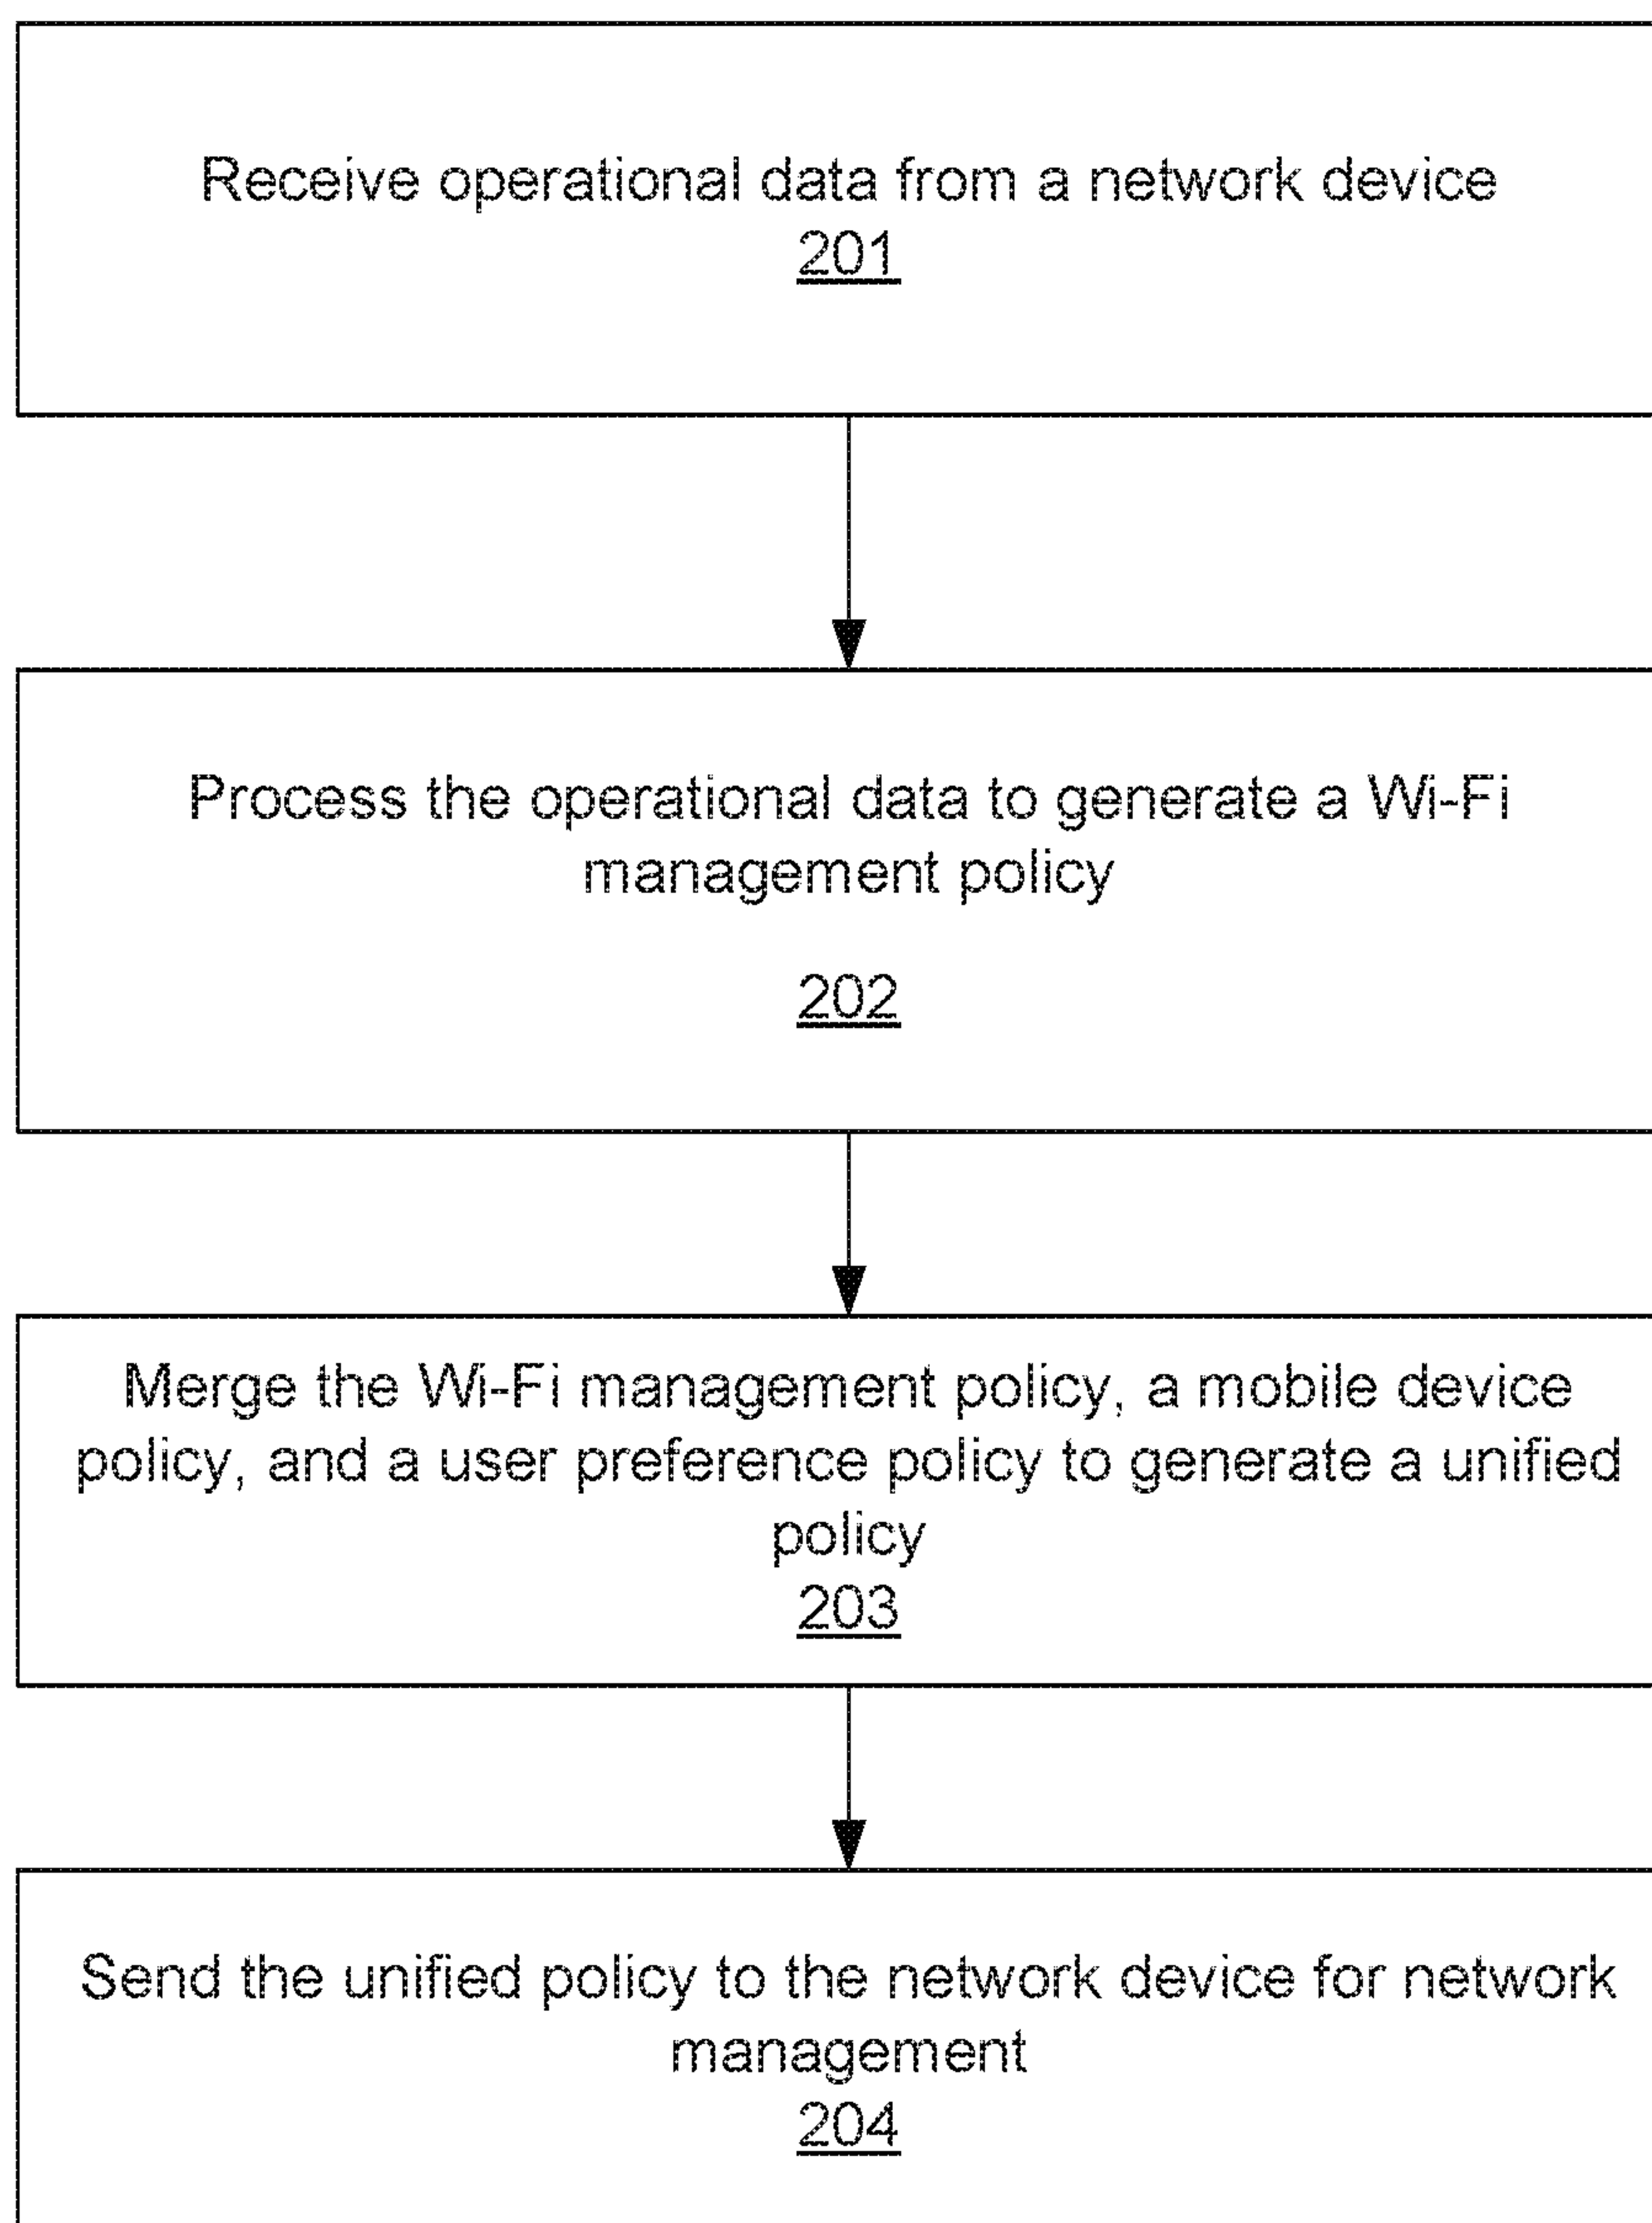 Receive operational data from a network device
201
Process the operational data to generate a Wi-Fi
management policy
202
Merge the Wi-Fi management policy, a mobile device
policy, and a user preference policy to generate a unified
policy
203
Send the unified policy to the network device for network
management
204